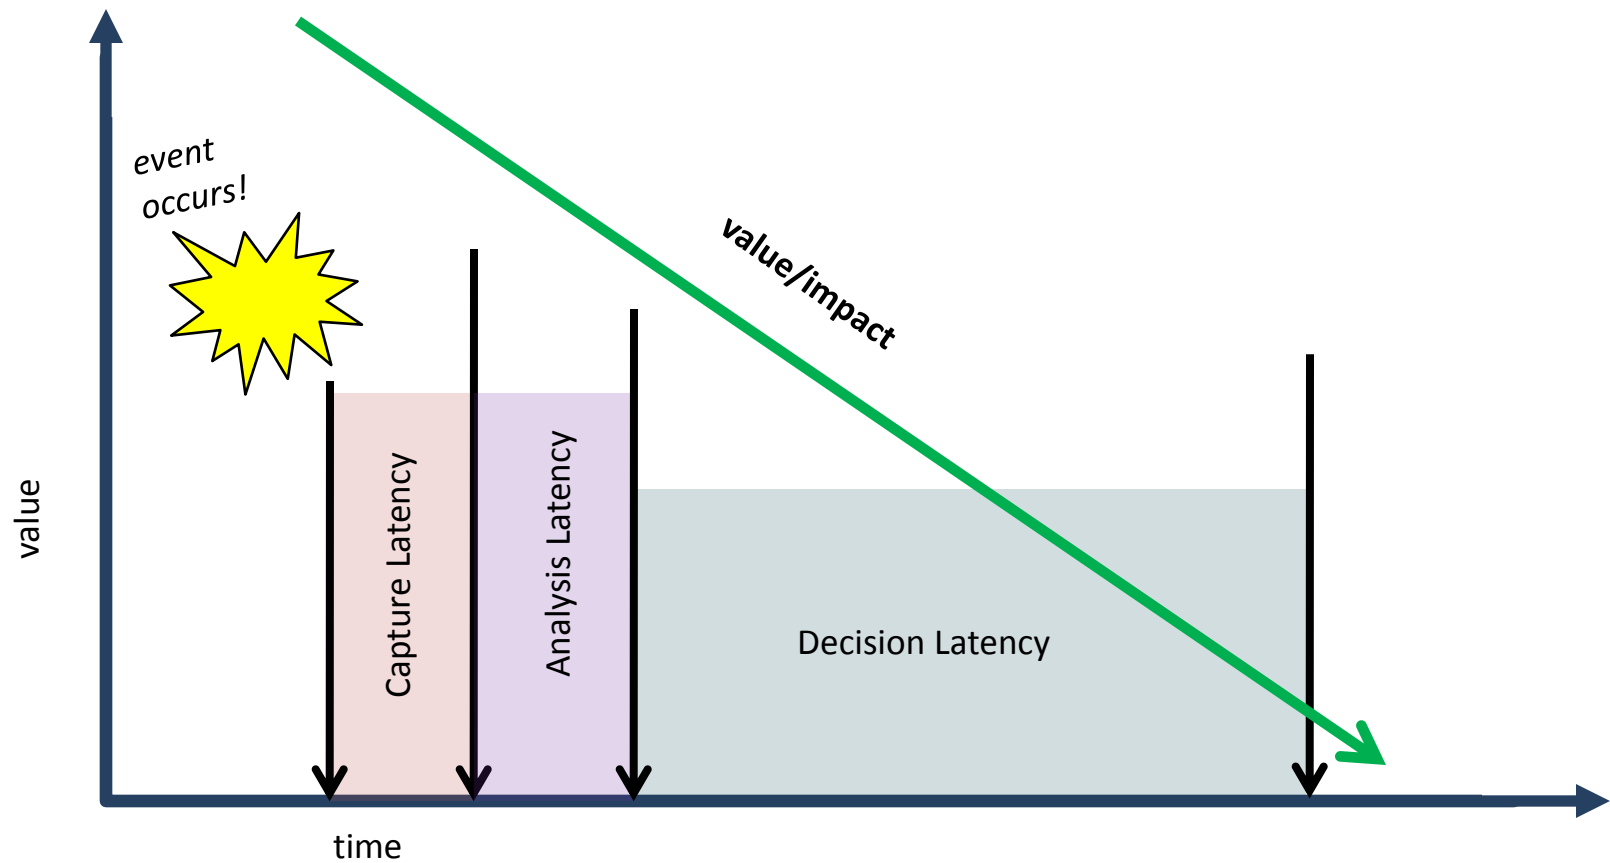 event
occurs!
value/impact
value
Capture Latency
Analysis Latency
Decision Latency
time